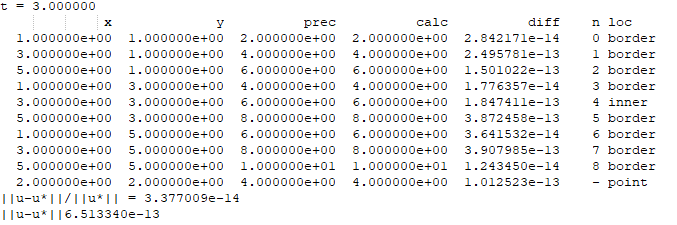 t = 3.000000
x y prec calc diff n loc
1.000000e+00 1.000000e+00 2.000000e+00 2.000000e+00 2.842171e-14 0 border
3.000000e+00 1.000000e+00 4.000000e+00 4.000000e+00 2.495781e-13 1 border
5.000000e+00 1.000000e+00 6.000000e+00 6.000000e+00 1.501022e-13 2 border
1.000000e+00 3.000000e+00 4.000000e+00 4.000000e+00 1.776357e-14 3 border
3.000000e+00 3.000000e+00 6.000000e+00 6.000000e+00 1.847411e-13 4 inner
5.000000e+00 3.000000e+00 8.000000e+00 8.000000e+00 3.872458e-13 5 border
1.000000e+00 5.000000e+00 6.000000e+00 6.000000e+00 3.641532e-14 6 border
3.000000e+00 5.000000e+00 8.000000e+00 8.000000e+00 3.907985e-13 7 border
5.000000e+00 5.000000e+00 1.000000e+01 1.000000e+01 1.243450e-14 8 border
2.000000e+00 2.000000e+00 4.000000e+00 4.000000e+00 1.012523e-13 - point
||u-u*||/||u*|| = 3.377009e-14
||u-u*||6.513340e-13